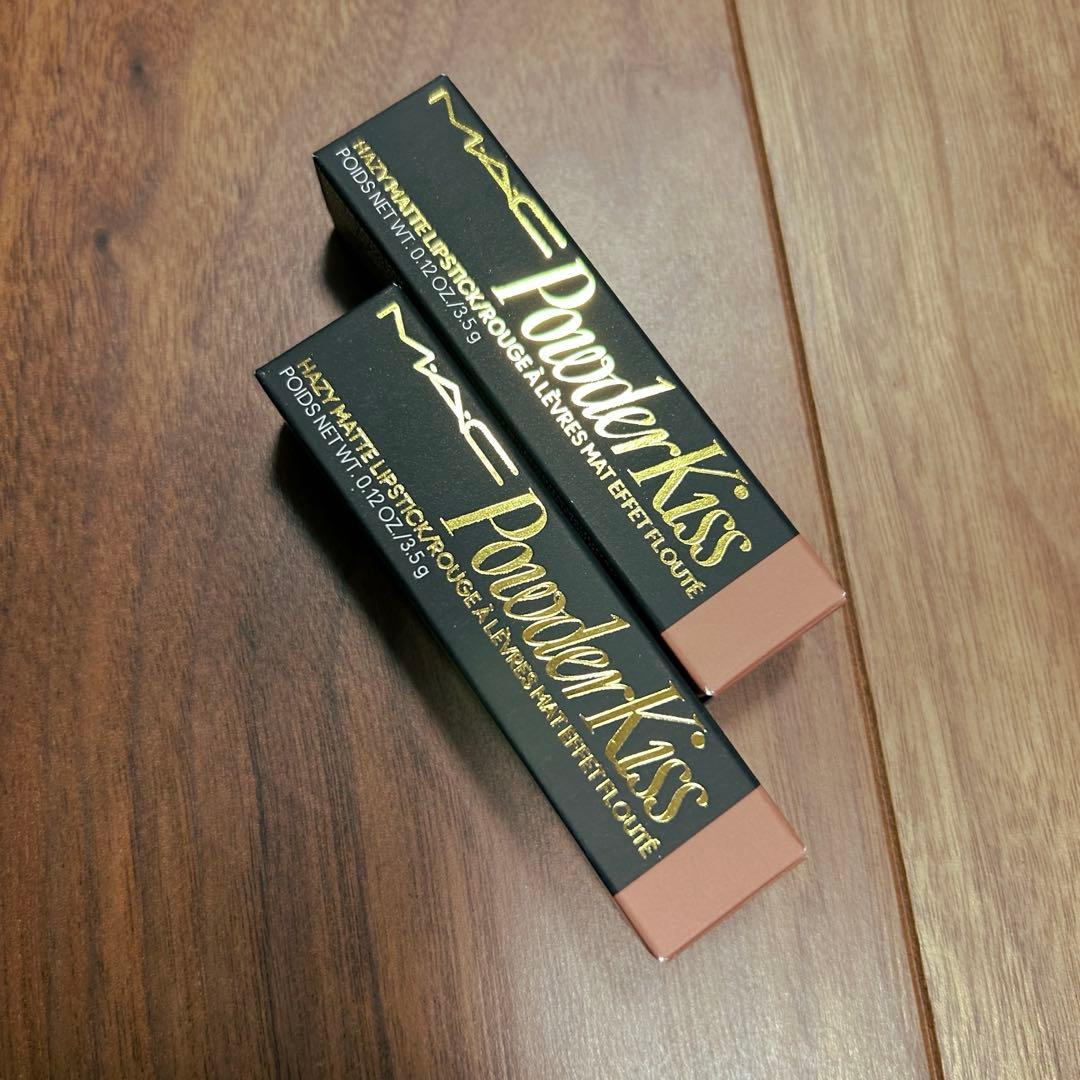 MAC
PowderKiss
HAZY MATTE LIPSTICK/ROUGE À LÈVRES MAT EFFET FLOUTÉ
POIDS NET WT. 0.12 OZ./3.5 g
MAC
PowderKiss
HAZY MATTE LIPSTICK/ROUGE À LÈVRES MAT EFFET FLOUTÉ
POIDS NET WT. 0.12 OZ./3.5 g